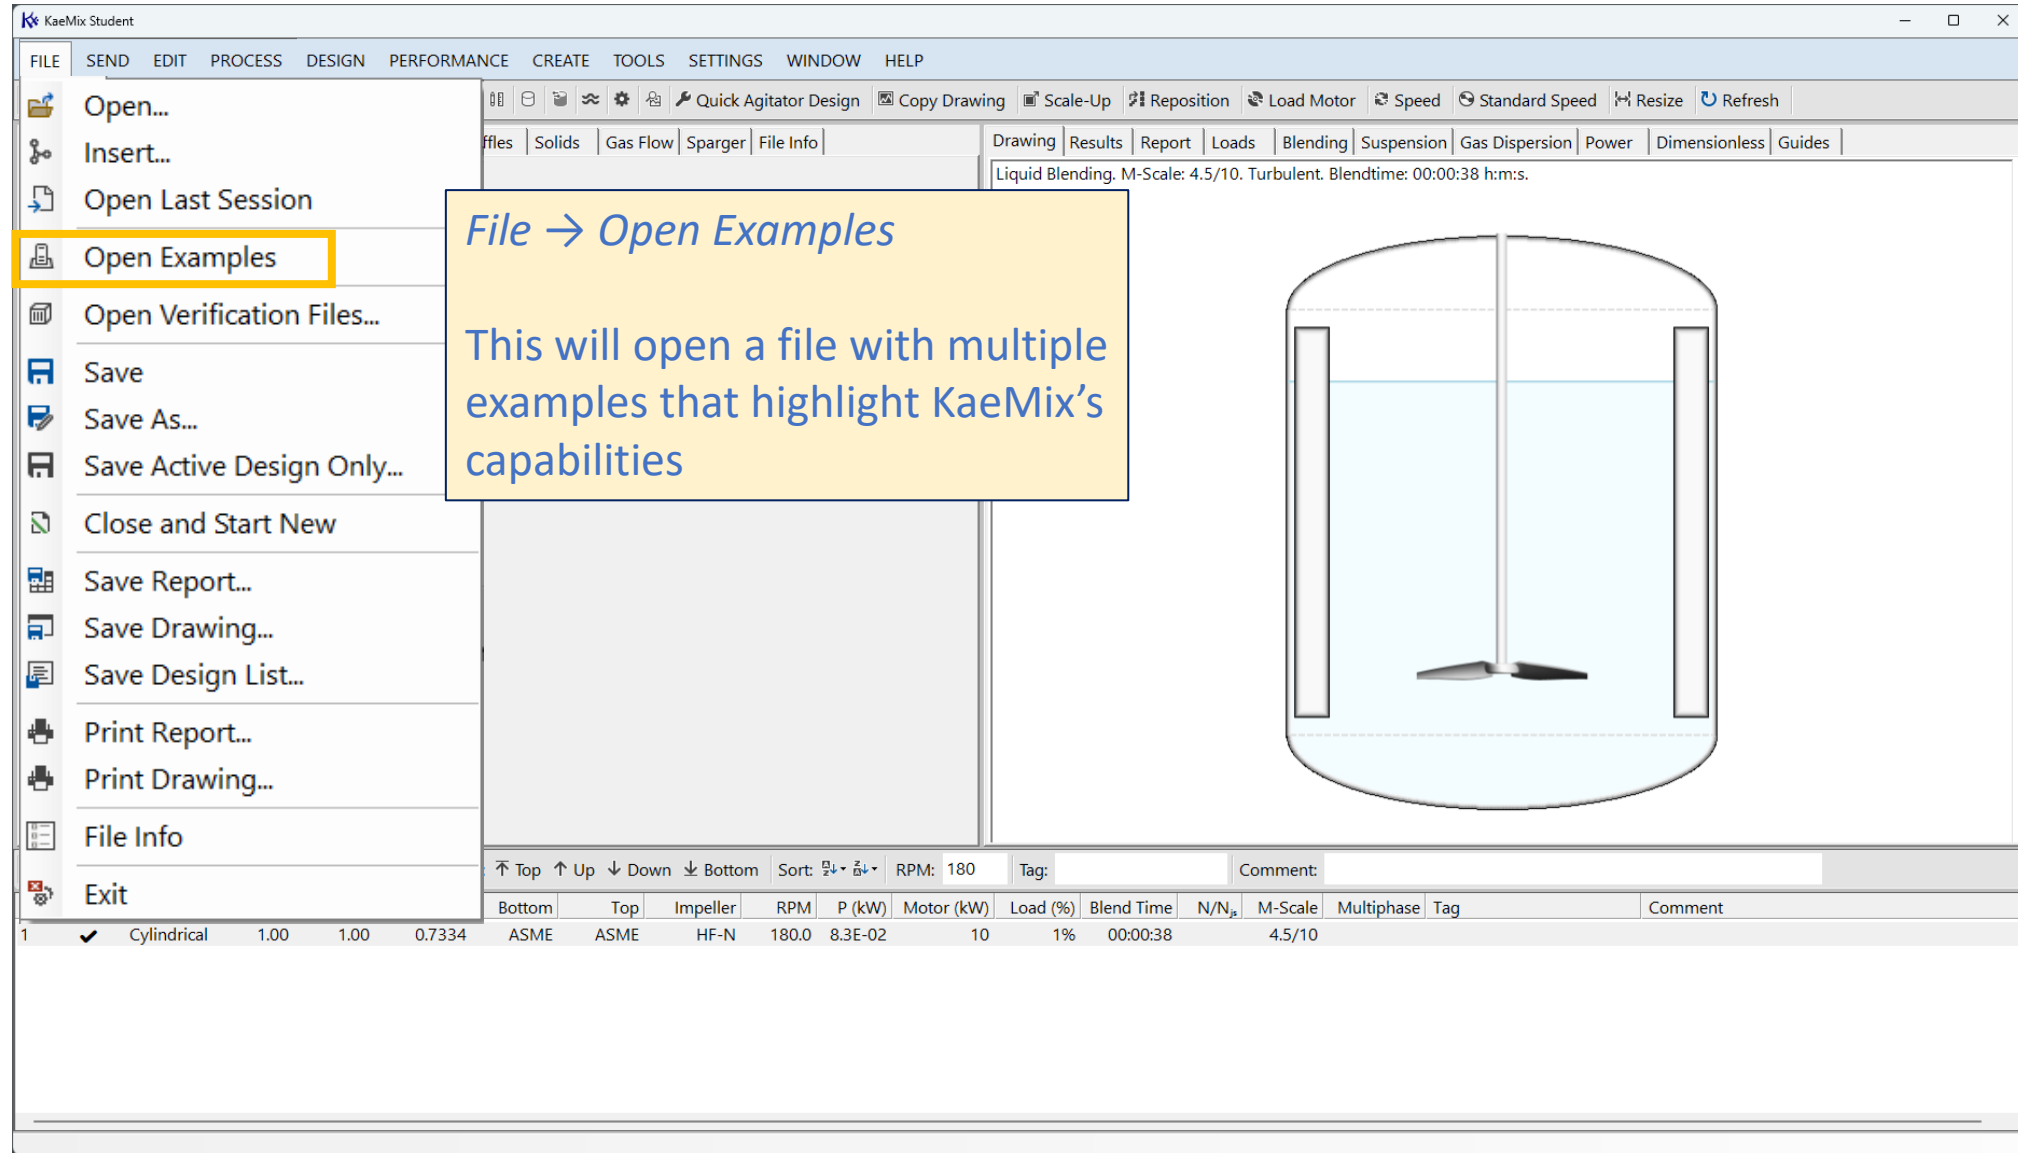 KaeMix Student
FILE SEND EDIT PROCESS DESIGN PERFORMANCE CREATE TOOLS SETTINGS WINDOW HELP
Quick Agitator Design Copy Drawing Scale-Up Reposition Load Motor Speed Standard Speed Resize Refresh
Solids Gas Flow Sparger File Info
Drawing Results Report Loads Blending Suspension Gas Dispersion Power Dimensionless Guides
Liquid Blending. M-Scale: 4.5/10. Turbulent. Blendtime: 00:00:38 h:m:s.
Open...
Insert...
Open Last Session
Open Examples
Open Verification Files...
Save
Save As...
Save Active Design Only...
Close and Start New
Save Report...
Save Drawing...
Save Design List...
Print Report...
Print Drawing...
File Info
Exit
File → Open Examples
This will open a file with multiple
examples that highlight KaeMix’s
capabilities
Top Up Down Bottom Sort: RPM: 180 Tag: Comment:
Bottom Top Impeller RPM P (kW) Motor (kW) Load (%) Blend Time N/Njs M-Scale Multiphase Tag Comment
1 ✔ Cylindrical 1.00 1.00 0.7334 ASME ASME HF-N 180.0 8.3E-02 10 1% 00:00:38 4.5/10